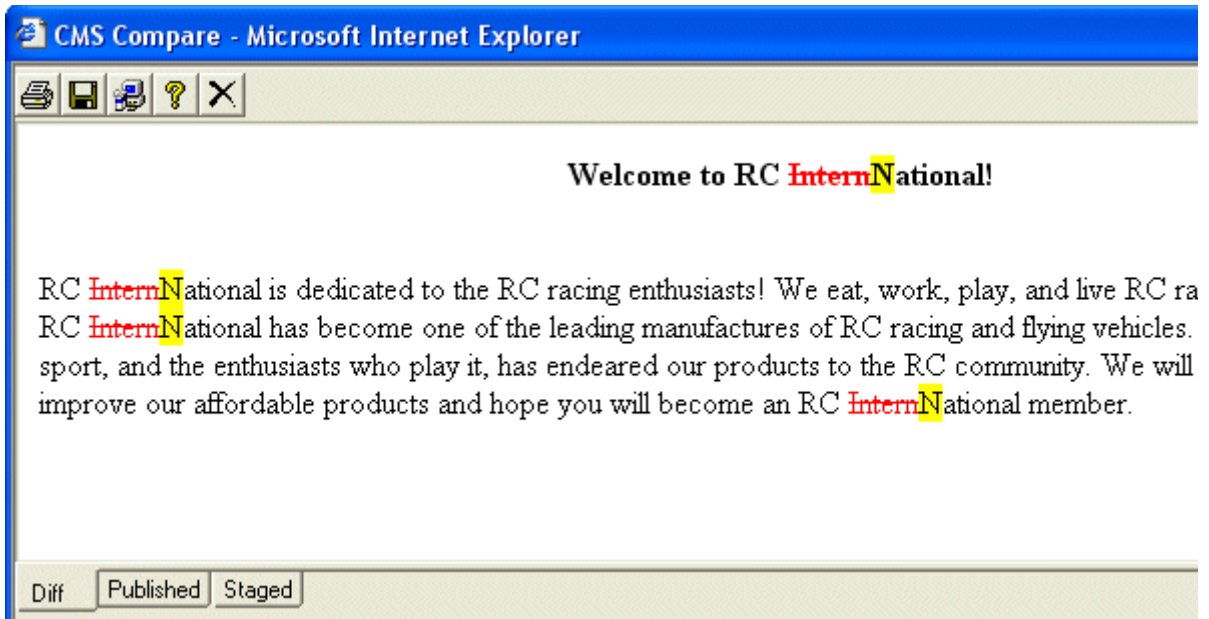 CMS Compare - Microsoft Internet Explorer
Welcome to RC InternNational!
RC InternNational is dedicated to the RC racing enthusiasts! We eat, work, play, and live RC ra
RC InternNational has become one of the leading manufactures of RC racing and flying vehicles.
sport, and the enthusiasts who play it, has endeared our products to the RC community. We will
improve our affordable products and hope you will become an RC InternNational member.
Diff Published Staged